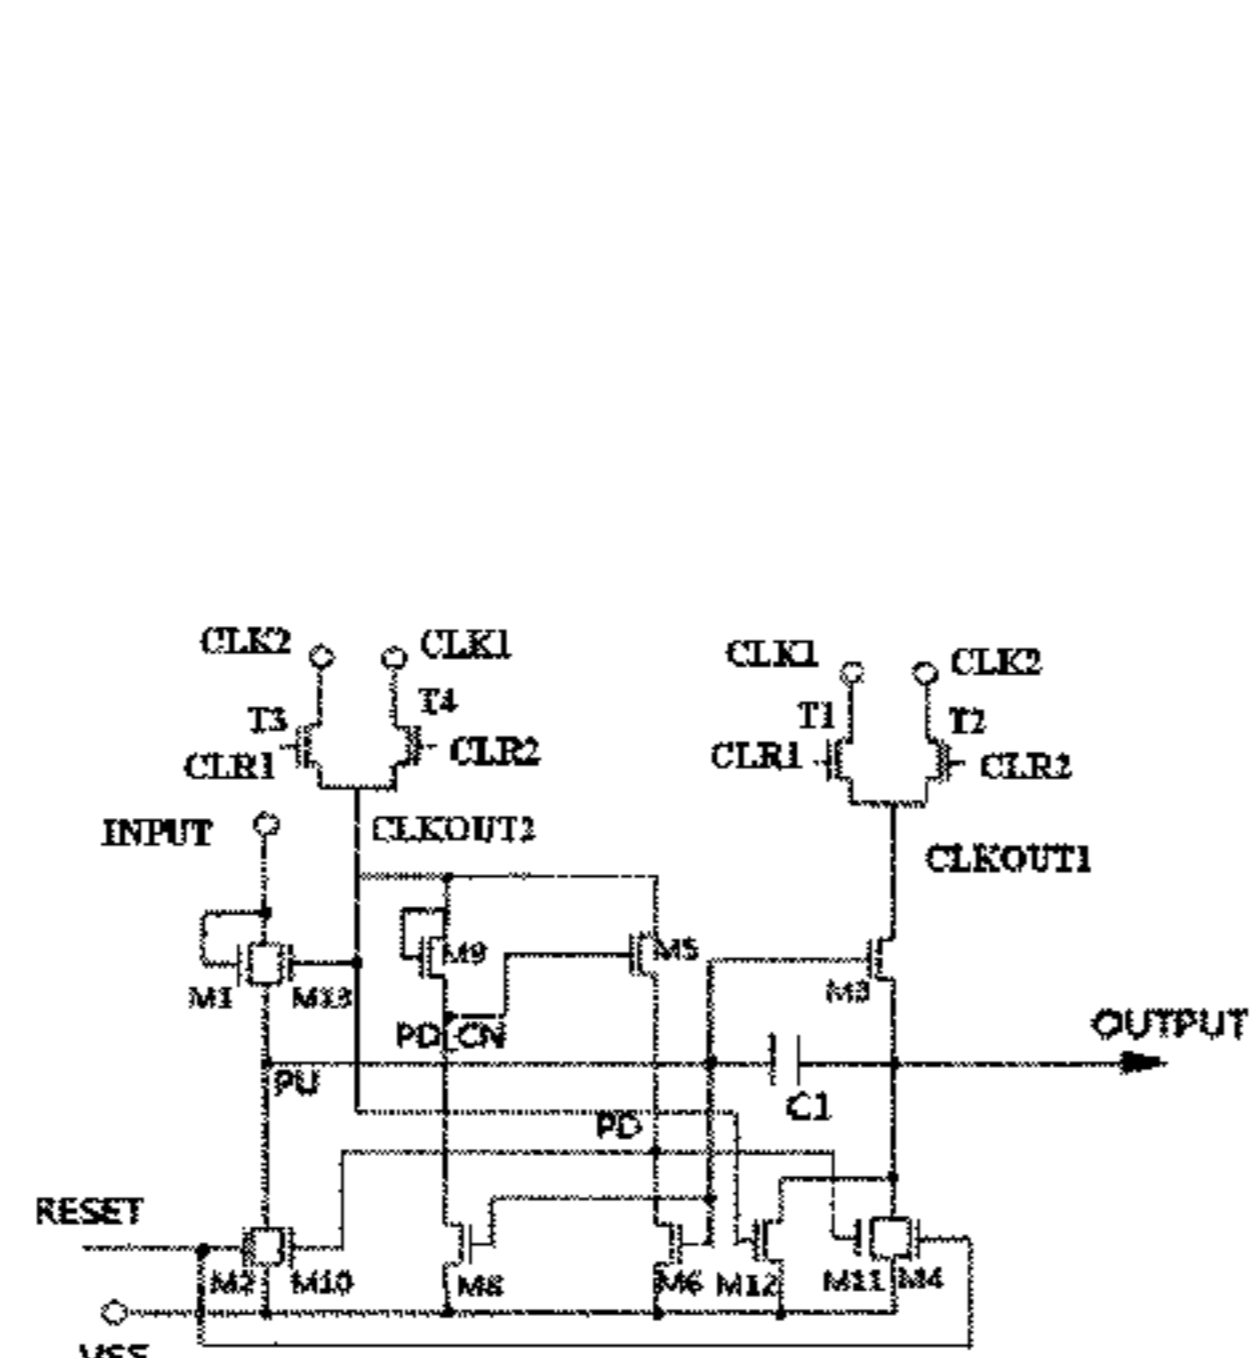 CLK2
CLK1
CLK1
CLK2
T3
T4
T1
T2
CLR1
CLR2
CLR1
CLR2
INPUT
CLKOUT2
CLKOUT1
M1
M13
M9
M5
M3
PD_CN
OUTPUT
PU
C1
PD
RESET
M2
M10
M8
M6
M12
M11
M4
VSS